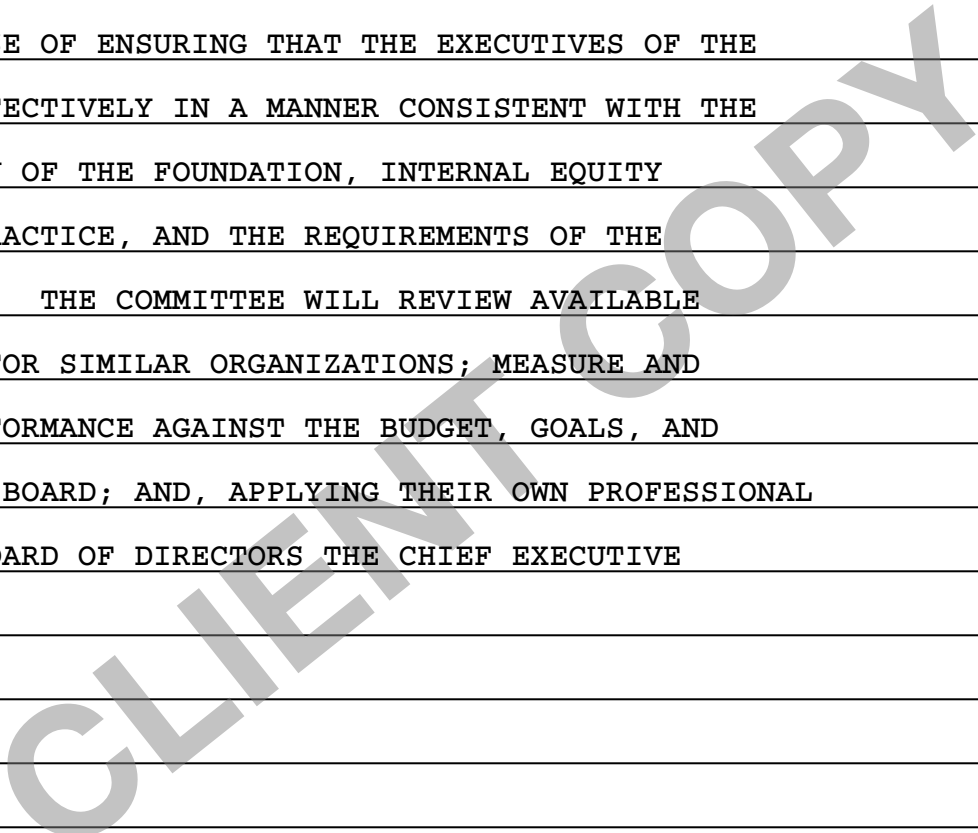 E OF ENSURING THAT THE EXECUTIVES OF THE
ECTIVELY IN A MANNER CONSISTENT WITH THE
OF THE FOUNDATION, INTERNAL EQUITY
ACTICE, AND THE REQUIREMENTS OF THE
THE COMMITTEE WILL REVIEW AVAILABLE
OR SIMILAR ORGANIZATIONS; MEASURE AND
ORMANCE AGAINST THE BUDGET, GOALS, AND
BOARD; AND, APPLYING THEIR OWN PROFESSIONAL
ARD OF DIRECTORS THE CHIEF EXECUTIVE
CLIENT COPY